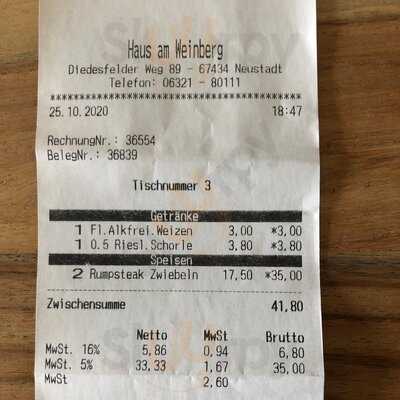 Haus am Weinberg
Diedesfelder Weg 89 - 67434 Neustadt
Telefon: 06321 - 80111
******************************************
25.10.2020 18:47
RechnungNr.: 36554
BelegNr.: 36839
Tischnummer 3
Getränke
1 Fl.Alkfrei.Weizen 3,00 *3,00
1 0.5 Riesl.Schorle 3,80 *3,80
Speisen
2 Rumpsteak Zwiebeln 17,50 *35,00
Zwischensumme 41,80
Netto MwSt Brutto
MwSt. 16% 5,86 0,94 6,80
MwSt. 5% 33,33 1,67 35,00
MwSt 2,60